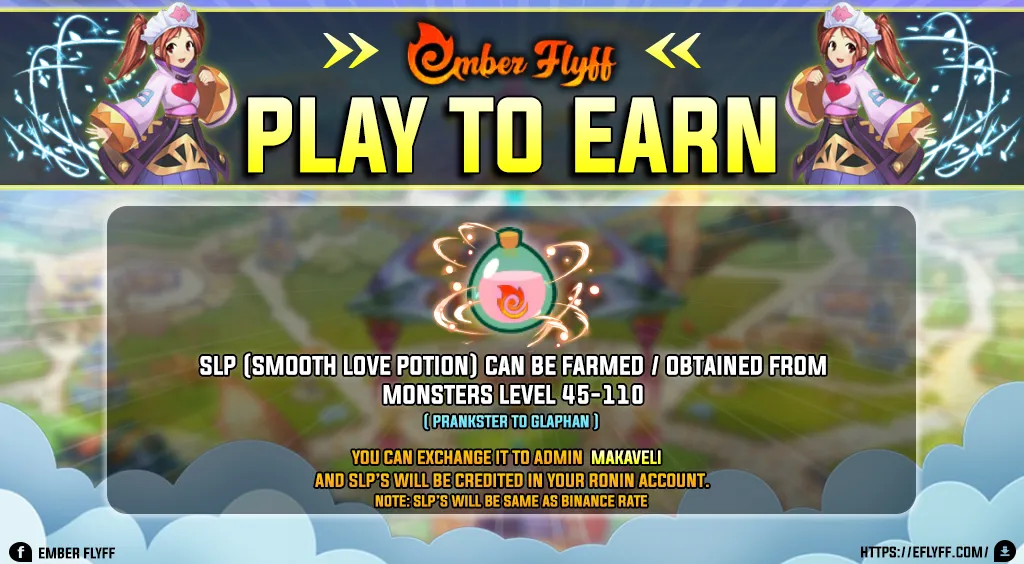 Ember Flyff
PLAY TO EARN
SLP (SMOOTH LOVE POTION) CAN BE FARMED / OBTAINED FROM
MONSTERS LEVEL 45-110
( PRANKSTER TO GLAPHAN )
YOU CAN EXCHANGE IT TO ADMIN MAKAVELI
AND SLP'S WILL BE CREDITED IN YOUR RONIN ACCOUNT.
NOTE: SLP'S WILL BE SAME AS BINANCE RATE
f EMBER FLYFF
HTTPS://EFLYFF.COM/